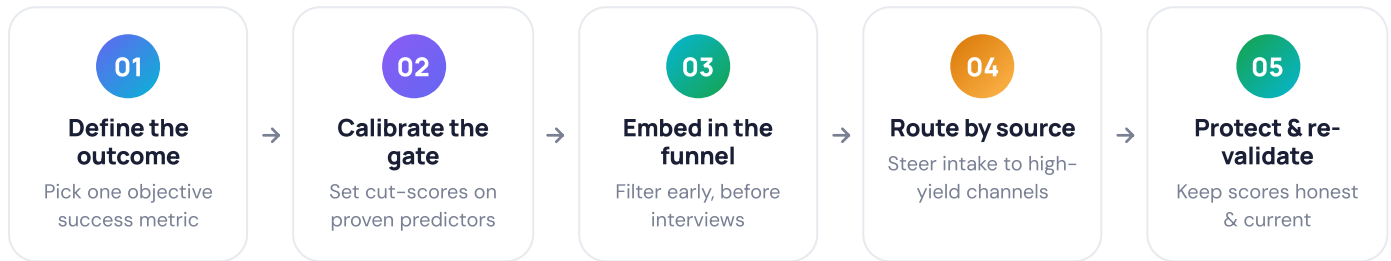 01
Define the
outcome
Pick one objective
success metric
02
Calibrate the
gate
Set cut-scores on
proven predictors
03
Embed in the
funnel
Filter early, before
interviews
04
Route by source
Steer intake to high-
yield channels
05
Protect & re-
validate
Keep scores honest
& current